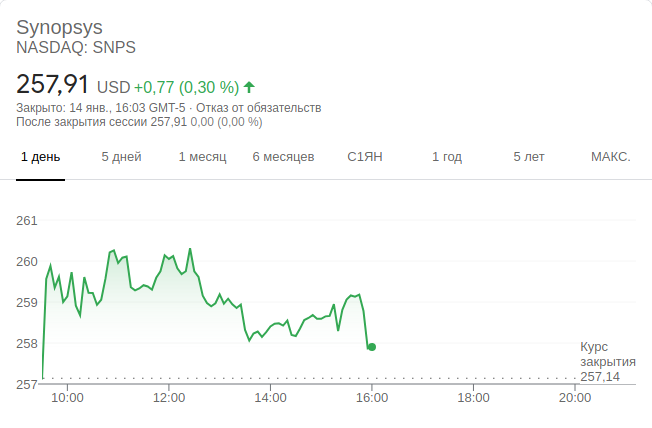 Synopsys
NASDAQ: SNPS
257,91 USD +0,77 (0,30 %)
Закрыто: 14 янв., 16:03 GMT-5 · Отказ от обязательств
После закрытия сессии 257,91 0,00 (0,00 %)
1 день 5 дней 1 месяц 6 месяцев С1ЯН 1 год 5 лет МАКС.
261
260
259
258
Курс
закрытия
257,14
257
10:00 12:00 14:00 16:00 18:00 20:00